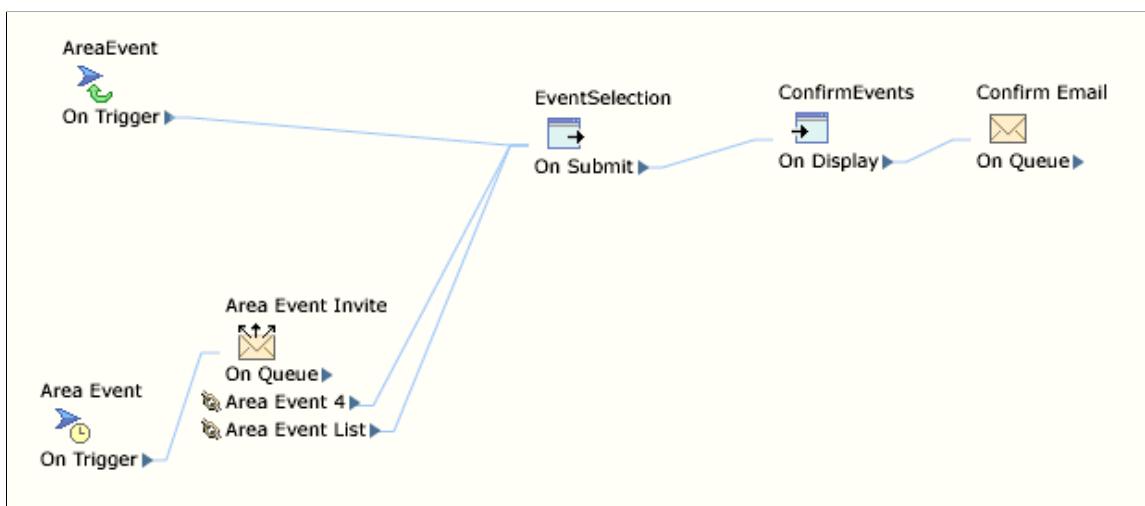 AreaEvent
On Trigger
EventSelection
On Submit
ConfirmEvents
On Display
Confirm Email
On Queue
Area Event Invite
On Queue
Area Event 4
Area Event List
Area Event
On Trigger